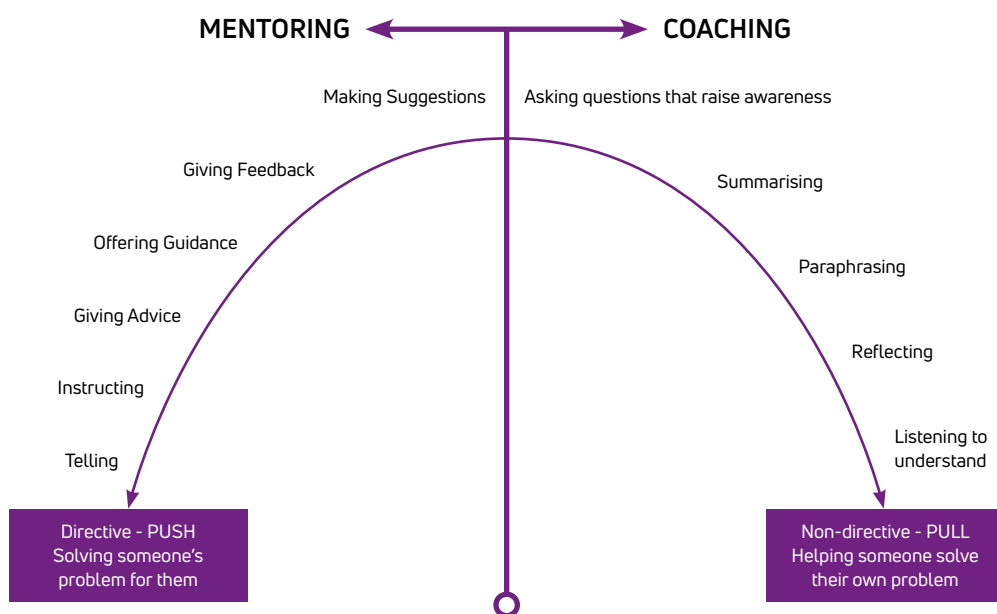 MENTORING
COACHING
Making Suggestions
Asking questions that raise awareness
Giving Feedback
Summarising
Offering Guidance
Paraphrasing
Giving Advice
Reflecting
Instructing
Listening to
understand
Telling
Directive - PUSH
Solving someone’s
problem for them
Non-directive - PULL
Helping someone solve
their own problem